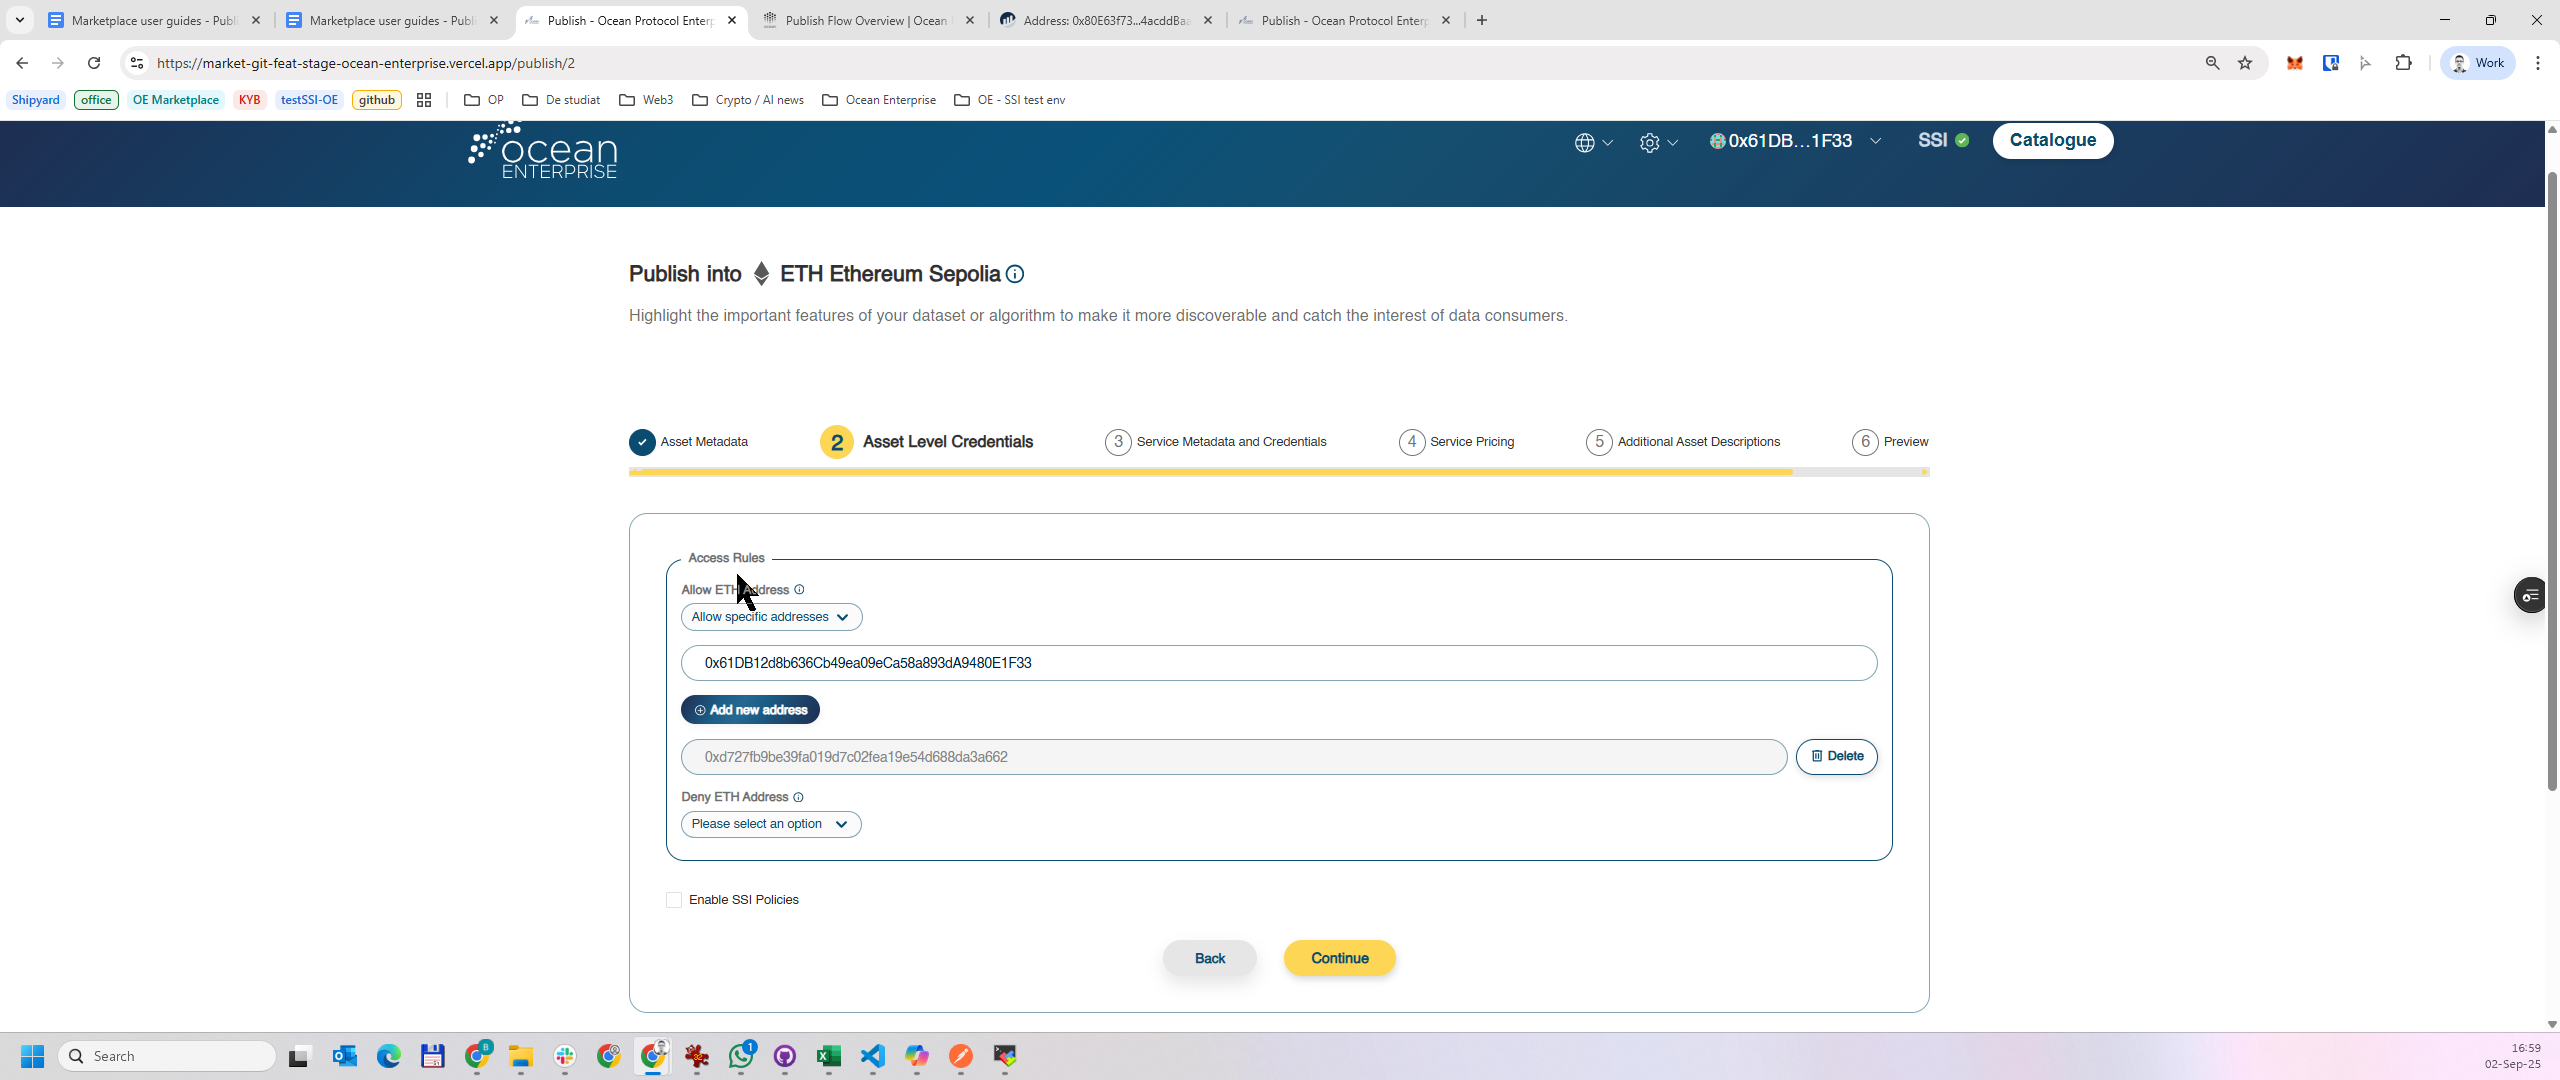 Marketplace user guides - Publ
Marketplace user guides - Publ
Publish - Ocean Protocol Enterp
Publish Flow Overview | Ocean
Address: 0x80E63f73...4acddBaa
Publish - Ocean Protocol Enterp
https://market-git-feat-stage-ocean-enterprise.vercel.app/publish/2
Work
Shipyard
office
OE Marketplace
KYB
testSSI-OE
github
OP
De studiat
Web3
Crypto / AI news
Ocean Enterprise
OE - SSI test env
ocean
ENTERPRISE
0x61DB...1F33
SSI
Catalogue
Publish into ETH Ethereum Sepolia
Highlight the important features of your dataset or algorithm to make it more discoverable and catch the interest of data consumers.
Asset Metadata
2 Asset Level Credentials
3 Service Metadata and Credentials
4 Service Pricing
5 Additional Asset Descriptions
6 Preview
Access Rules
Allow ETH Address
Allow specific addresses
0x61DB12d8b636Cb49ea09eCa58a893dA9480E1F33
Add new address
0xd727fb9be39fa019d7c02fea19e54d688da3a662
Delete
Deny ETH Address
Please select an option
Enable SSI Policies
Back
Continue
Search
B
1
16:59
02-Sep-25